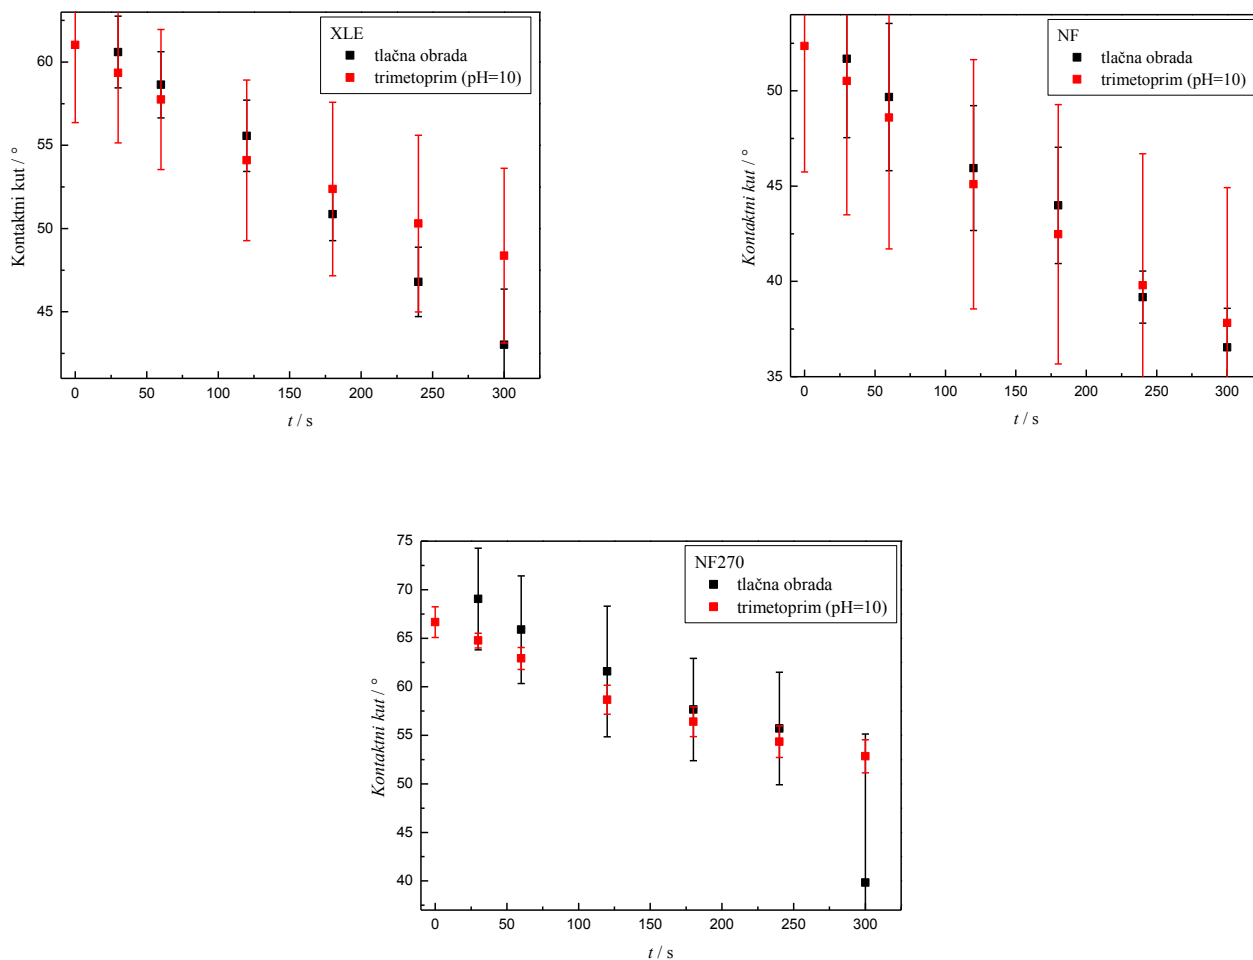 XLE
tlačna obrada
trimetoprim (pH=10)
60
55
50
45
Kontaktni kut / °
0 50 100 150 200 250 300
t / s
NF
tlačna obrada
trimetoprim (pH=10)
50
45
40
35
Kontaktni kut / °
0 50 100 150 200 250 300
t / s
NF270
tlačna obrada
trimetoprim (pH=10)
75
70
65
60
55
50
45
40
Kontaktni kut / °
0 50 100 150 200 250 300
t / s